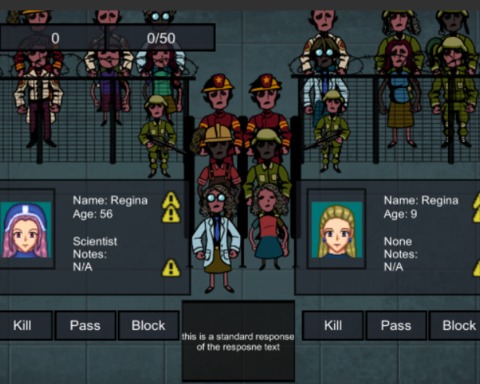 0
0/50
Name: Regina
Age: 56
Scientist
Notes:
N/A
Name: Regina
Age: 9
None
Notes:
N/A
Kill
Pass
Block
this is a standard response
of the resposne text
Kill
Pass
Block